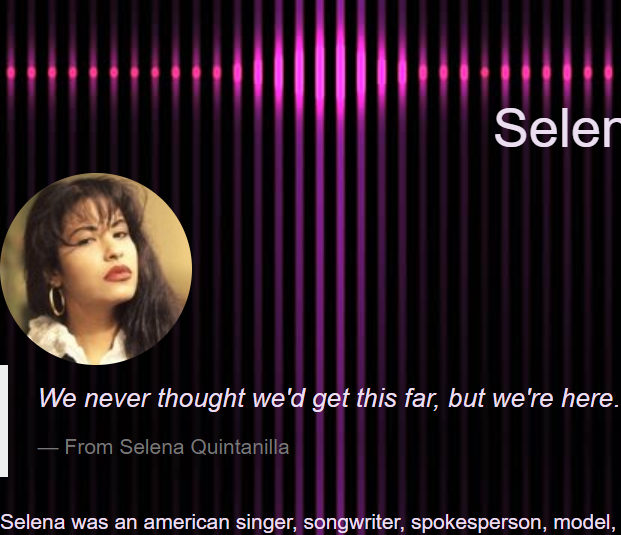 Selen
We never thought we'd get this far, but we're here.
— From Selena Quintanilla
Selena was an american singer, songwriter, spokesperson, model,